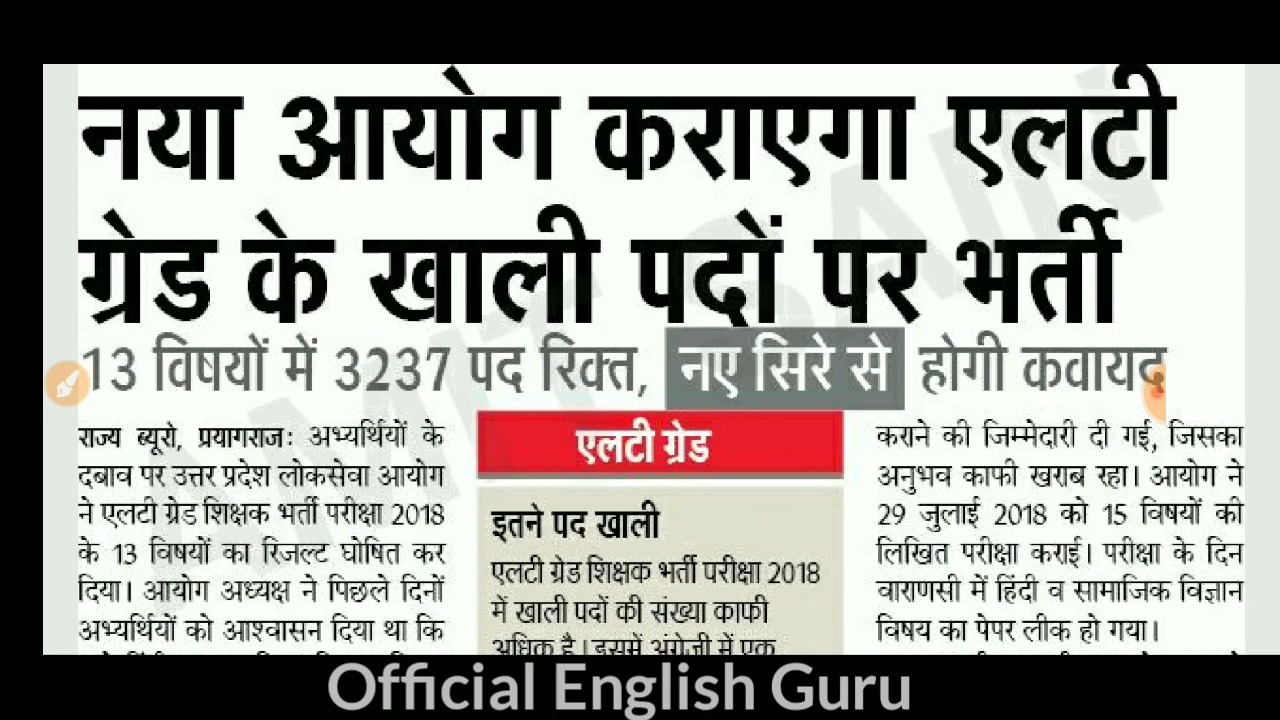 नया आयोग कराएगा एलटी
ग्रेड के खाली पदों पर भर्ती
13 विषयों में 3237 पद रिक्त, नए सिरे से होगी कवायद
राज्य ब्यूरो, प्रयागराज: अभ्यर्थियों के
दबाव पर उत्तर प्रदेश लोकसेवा आयोग
ने एलटी ग्रेड शिक्षक भर्ती परीक्षा 2018
के 13 विषयों का रिजल्ट घोषित कर
दिया। आयोग अध्यक्ष ने पिछले दिनों
अभ्यर्थियों को आश्वासन दिया था कि
एलटी ग्रेड
इतने पद खाली
एलटी ग्रेड शिक्षक भर्ती परीक्षा 2018
में खाली पदों की संख्या काफी
अधिक है। इसमें अंग्रेजी में एक
कराने की जिम्मेदारी दी गई, जिसका
अनुभव काफी खराब रहा। आयोग ने
29 जुलाई 2018 को 15 विषयों की
लिखित परीक्षा कराई। परीक्षा के दिन
वाराणसी में हिंदी व सामाजिक विज्ञान
विषय का पेपर लीक हो गया।
AMIT SAIN
Official English Guru